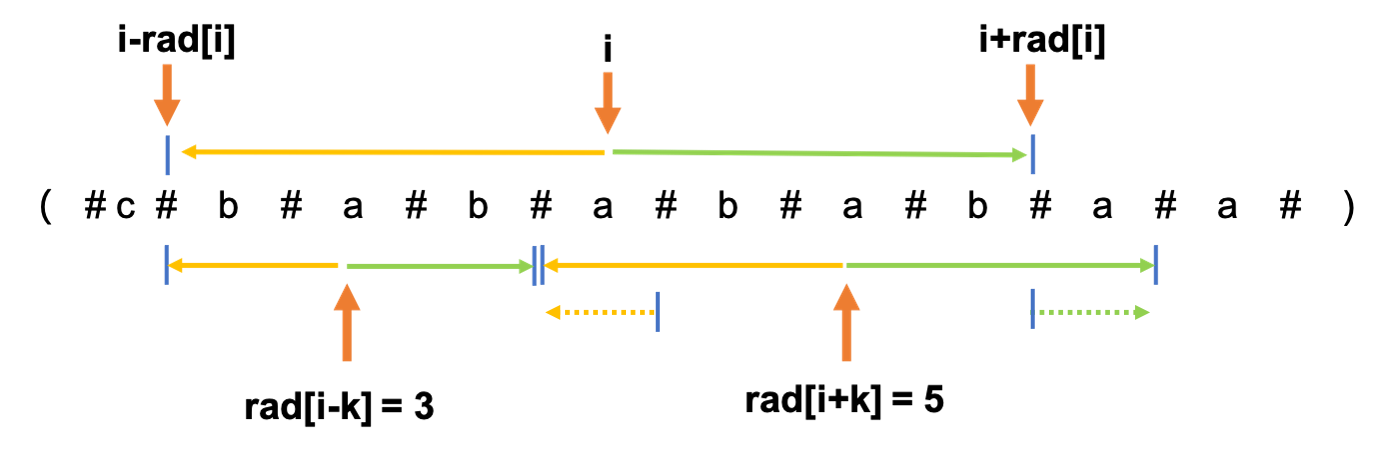 i-rad[i] i i+rad[i]
( # c # b # a # b # a # b # a # b # a # a # )
rad[i-k] = 3 rad[i+k] = 5